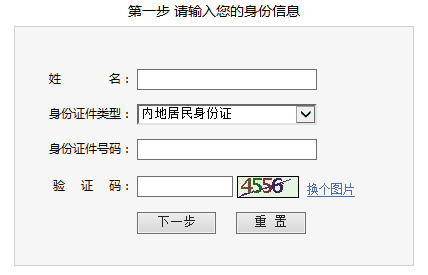 第一步 请输入您的身份信息
姓 名：
身份证件类型： 内地居民身份证
身份证件号码：
验 证 码： 4556 换个图片
下一步 重 置